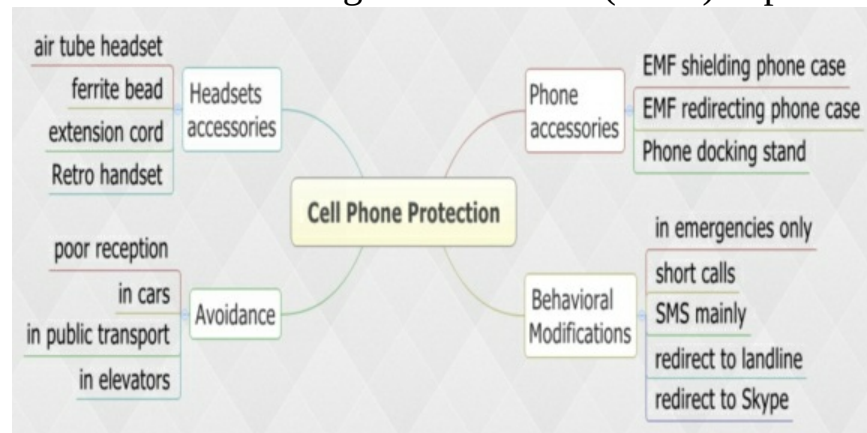 air tube headset
ferrite bead
extension cord
Retro handset
Headsets
accessories
Phone
accessories
EMF shielding phone case
EMF redirecting phone case
Phone docking stand
Cell Phone Protection
poor reception
in cars
in public transport
in elevators
Avoidance
Behavioral
Modifications
in emergencies only
short calls
SMS mainly
redirect to landline
redirect to Skype